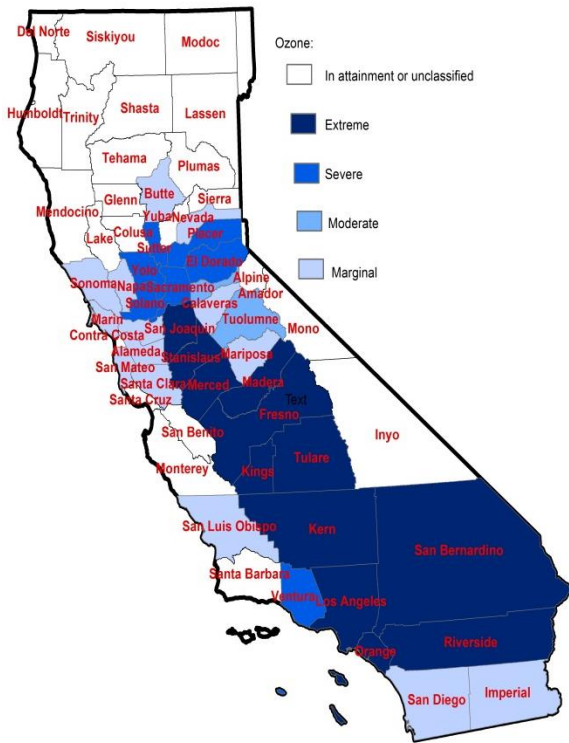 Del Norte
Siskiyou
Modoc
Ozone:
In attainment or unclassified
Humboldt
Trinity
Shasta
Lassen
Extreme
Tehama
Plumas
Severe
Glenn
Butte
Sierra
Mendocino
Yuba
Nevada
Moderate
Lake
Colusa
Sutter
Placer
Yolo
El Dorado
Marginal
Sonoma
Napa
Sacramento
Alpine
Solano
Amador
Calaveras
Marin
San Joaquin
Tuolumne
Mono
Contra Costa
Alameda
Stanislaus
Mariposa
San Mateo
Santa Clara
Merced
Madera
Santa Cruz
Text
Fresno
San Benito
Inyo
Monterey
Kings
Tulare
San Luis Obispo
Kern
San Bernardino
Santa Barbara
Ventura
Los Angeles
Orange
Riverside
San Diego
Imperial